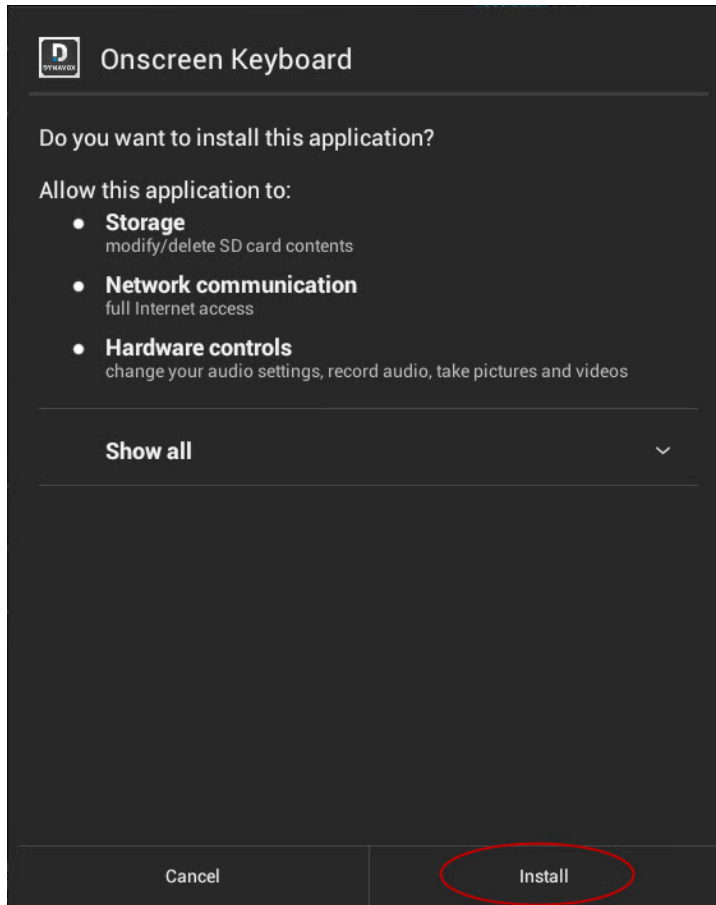 D
DYNAVOX
Onscreen Keyboard
Do you want to install this application?
Allow this application to:
Storage
modify/delete SD card contents
Network communication
full Internet access
Hardware controls
change your audio settings, record audio, take pictures and videos
Show all
Cancel Install